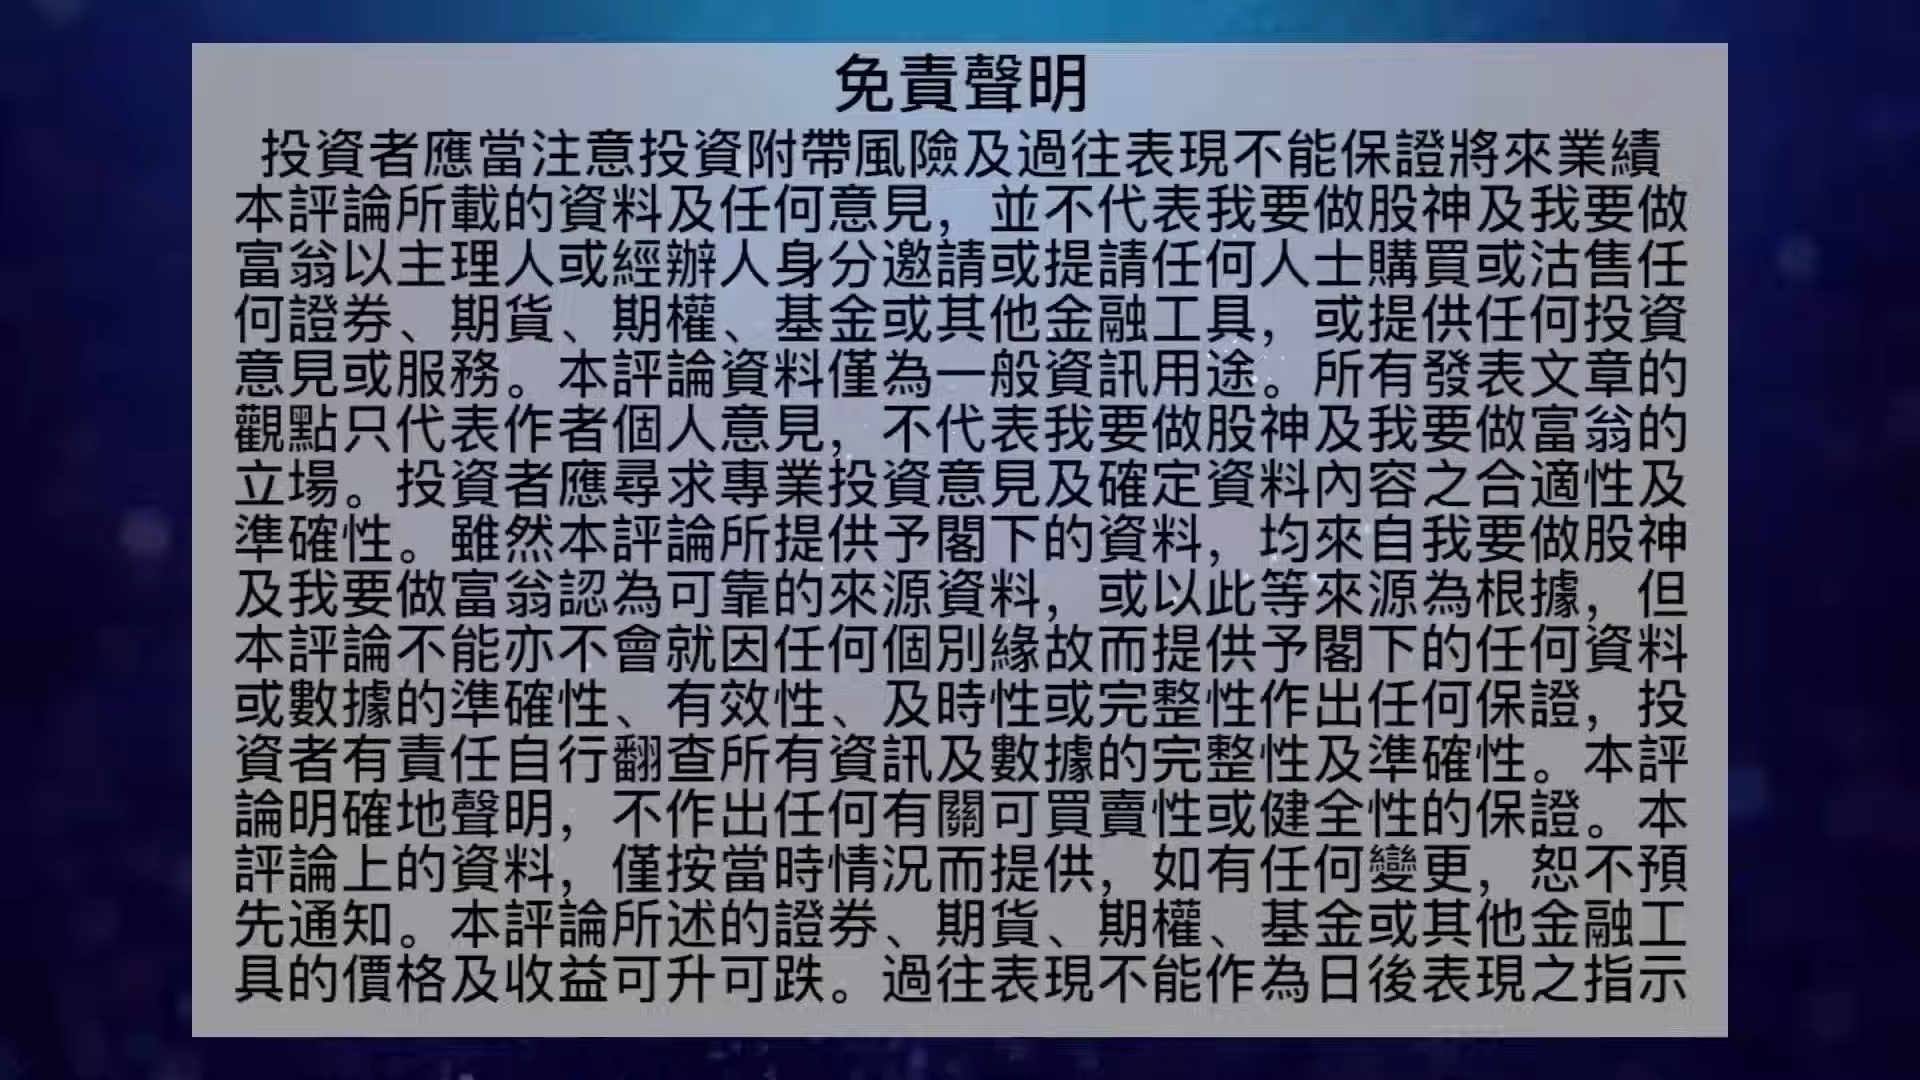 免責聲明
投資者應當注意投資附帶風險及過往表現不能保證將來業績
本評論所載的資料及任何意見，並不代表我要做股神及我要做
富翁以主理人或經辦人身分邀請或提請任何人士購買或沽售任
何證券、期貨、期權、基金或其他金融工具，或提供任何投資
意見或服務。本評論資料僅為一般資訊用途。所有發表文章的
觀點只代表作者個人意見，不代表我要做股神及我要做富翁的
立場。投資者應尋求專業投資意見及確定資料內容之合適性及
準確性。雖然本評論所提供予閣下的資料，均來自我要做股神
及我要做富翁認為可靠的來源資料，或以此等來源為根據，但
本評論不能亦不會就因任何個別緣故而提供予閣下的任何資料
或數據的準確性、有效性、及時性或完整性作出任何保證，投
資者有責任自行翻查所有資訊及數據的完整性及準確性。本評
論明確地聲明，不作出任何有關可買賣性或健全性的保證。本
評論上的資料，僅按當時情況而提供，如有任何變更，恕不預
先通知。本評論所述的證券、期貨、期權、基金或其他金融工
具的價格及收益可升可跌。過往表現不能作為日後表現之指示